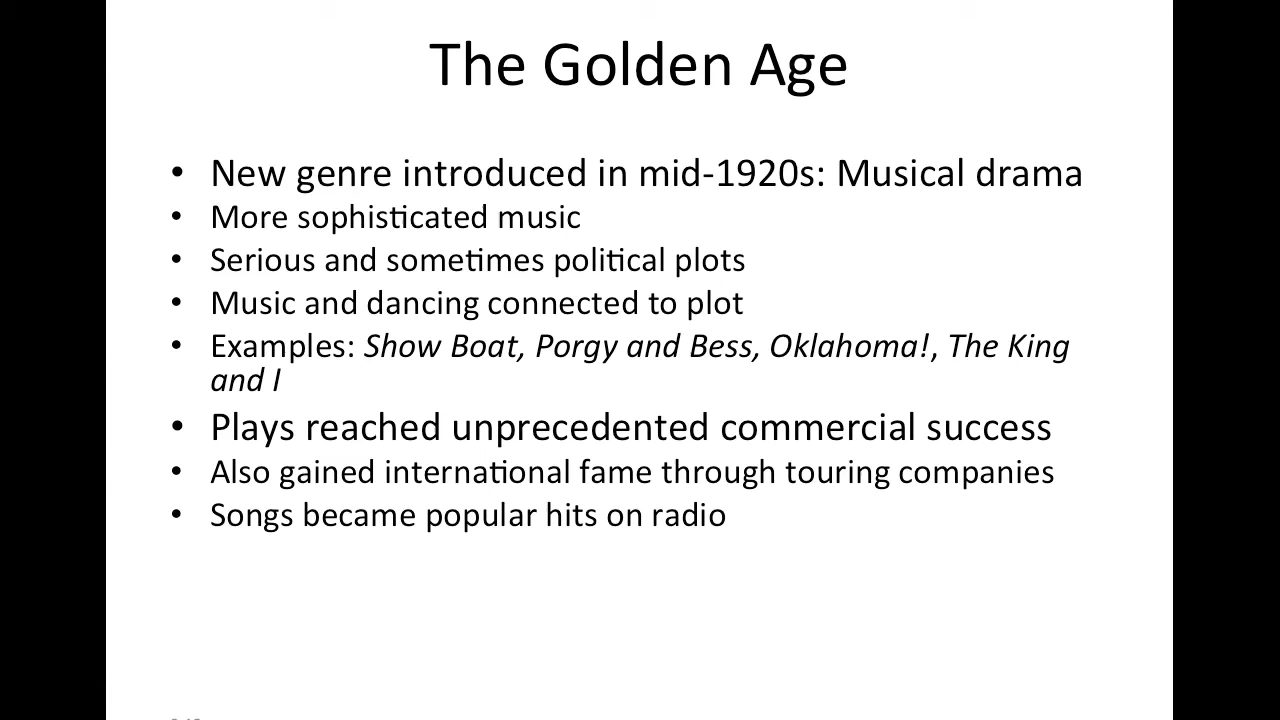 The Golden Age
• New genre introduced in mid-1920s: Musical drama
• More sophisticated music
• Serious and sometimes political plots
• Music and dancing connected to plot
• Examples: Show Boat, Porgy and Bess, Oklahoma!, The King
and I
• Plays reached unprecedented commercial success
• Also gained international fame through touring companies
• Songs became popular hits on radio